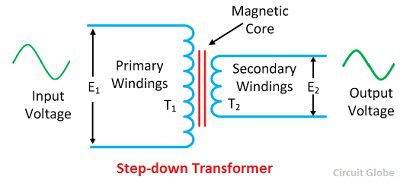 Magnetic
Core
Primary
Windings
Secondary
Windings
E₁
T₁
T₂
E₂
Input
Voltage
Output
Voltage
Step-down Transformer
Circuit Globe